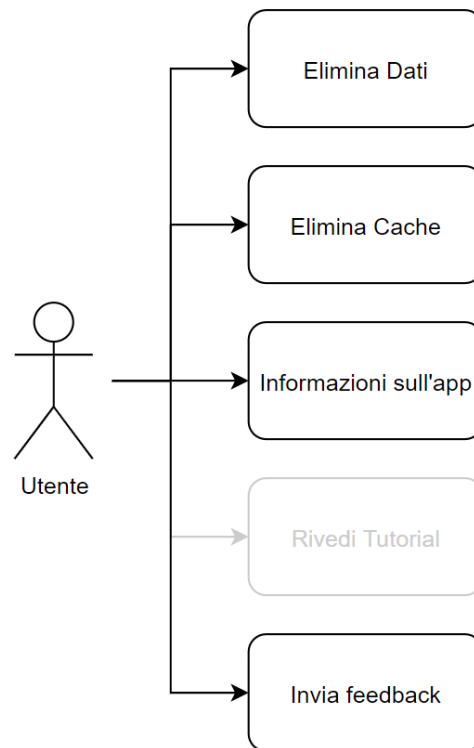 Elimina Dati
Elimina Cache
Informazioni sull'app
Utente
Rivedi Tutorial
Invia feedback